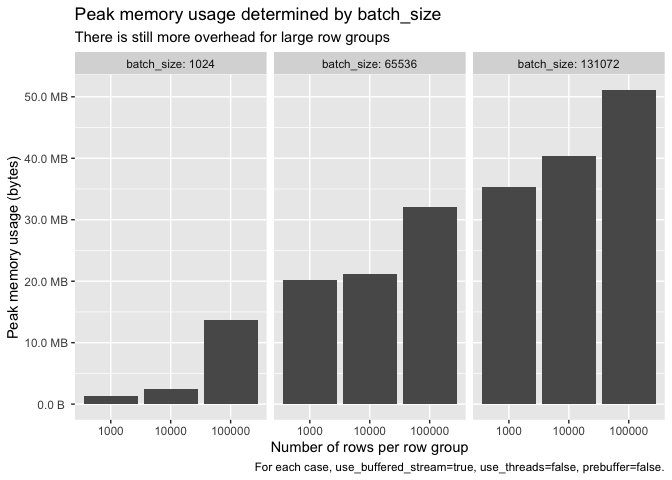 Peak memory usage determined by batch_size
There is still more overhead for large row groups
batch_size: 1024 batch_size: 65536 batch_size: 131072
Peak memory usage (bytes)
50.0 MB
40.0 MB
30.0 MB
20.0 MB
10.0 MB
0.0 B
1000 10000 100000 1000 10000 100000 1000 10000 100000
Number of rows per row group
For each case, use_buffered_stream=true, use_threads=false, prebuffer=false.